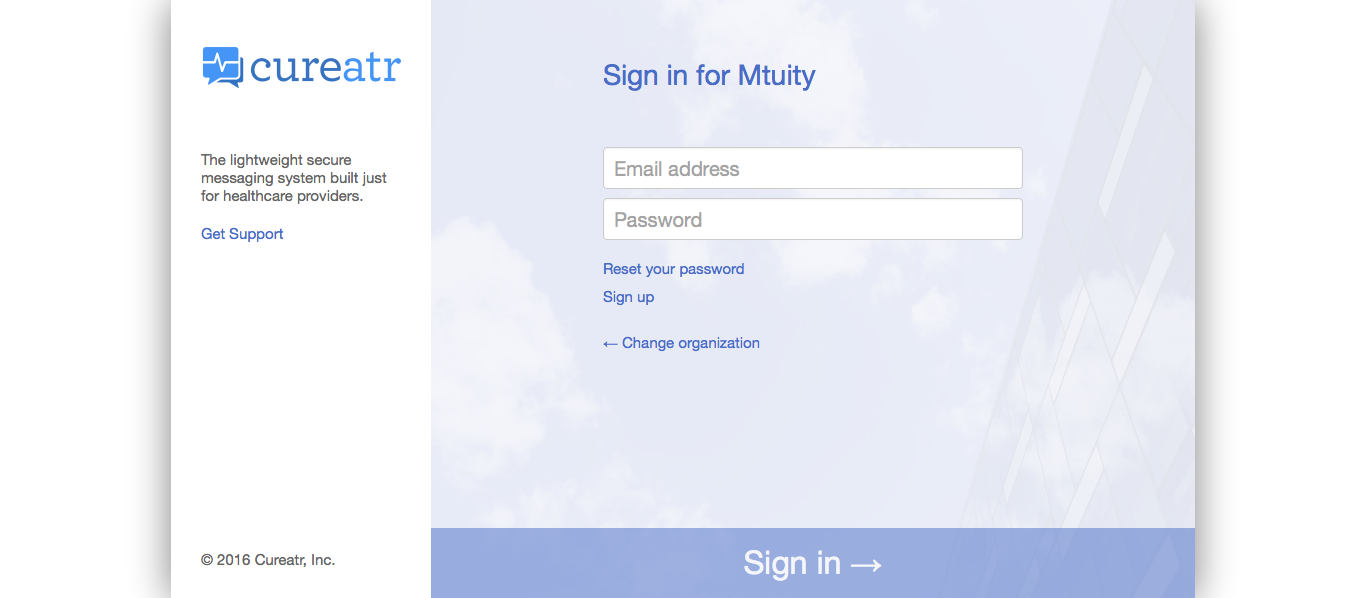 cureatr
The lightweight secure
messaging system built just
for healthcare providers.
Get Support
© 2016 Cureatr, Inc.
Sign in for Mtuity
Email address
Password
Reset your password
Sign up
← Change organization
Sign in →